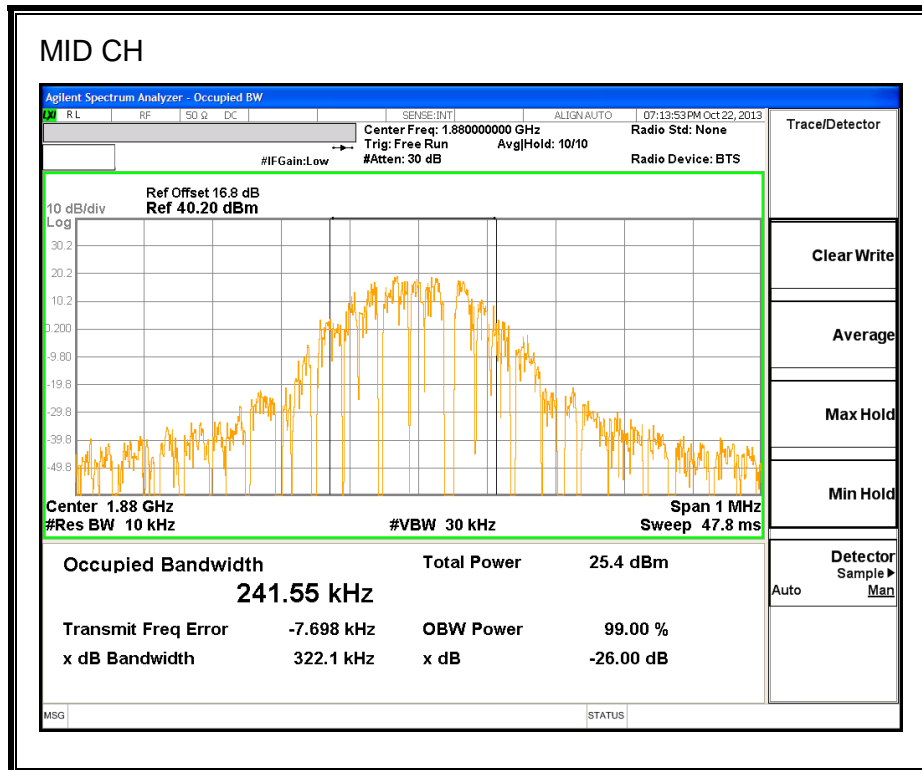 MID CH
Agilent Spectrum Analyzer - Occupied BW
LXI RL RF 50 Ω DC SENSE:INT ALIGN AUTO 07:13:53 PM Oct 22, 2013
Center Freq: 1.880000000 GHz Radio Std: None
Trig: Free Run Avg|Hold: 10/10
#IFGain:Low #Atten: 30 dB Radio Device: BTS
Trace/Detector
Ref Offset 16.8 dB
10 dB/div Ref 40.20 dBm
Log
30.2
20.2
10.2
0.200
-9.80
-19.8
-29.8
-39.8
-49.8
Center 1.88 GHz Span 1 MHz
#Res BW 10 kHz #VBW 30 kHz Sweep 47.8 ms
Clear Write
Average
Max Hold
Min Hold
Detector
Sample
Auto Man
Occupied Bandwidth Total Power 25.4 dBm
241.55 kHz
Transmit Freq Error -7.698 kHz OBW Power 99.00 %
x dB Bandwidth 322.1 kHz x dB -26.00 dB
MSG STATUS